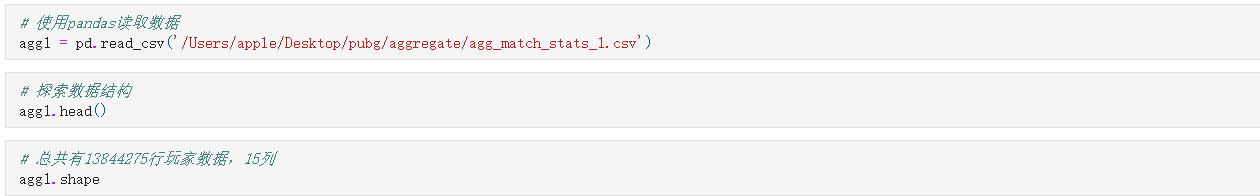 # 使用pandas读取数据
agg1 = pd.read_csv('/Users/apple/Desktop/pubg/aggregate/agg_match_stats_1.csv')
# 探索数据结构
agg1.head()
# 总共有13844275行玩家数据，15列
agg1.shape